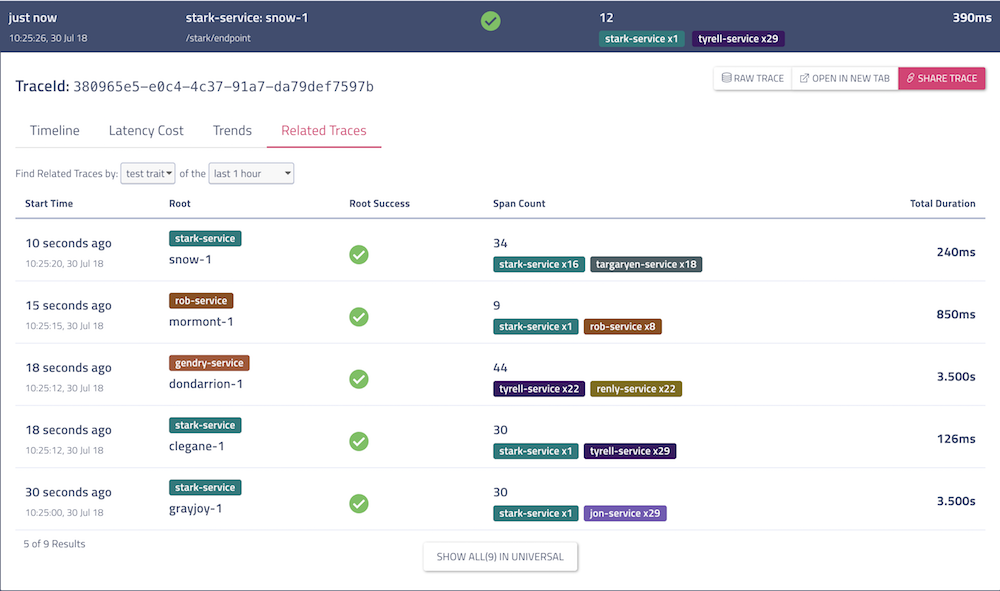 just now stark-service: snow-1 12 390ms
10:25:26, 30 Jul 18 /stark/endpoint stark-service x1 tyrell-service x29
TraceId: 380965e5-e0c4-4c37-91a7-da79def7597b RAW TRACE OPEN IN NEW TAB SHARE TRACE
Timeline Latency Cost Trends Related Traces
Find Related Traces by: test trait of the last 1 hour
Start Time Root Root Success Span Count Total Duration
10 seconds ago stark-service 34 240ms
10:25:20, 30 Jul 18 snow-1 stark-service x16 targaryen-service x18
15 seconds ago rob-service 9 850ms
10:25:15, 30 Jul 18 mormont-1 stark-service x1 rob-service x8
18 seconds ago gendry-service 44 3.500s
10:25:12, 30 Jul 18 dondarrion-1 tyrell-service x22 renly-service x22
18 seconds ago stark-service 30 126ms
10:25:12, 30 Jul 18 clegane-1 stark-service x1 tyrell-service x29
30 seconds ago stark-service 30 3.500s
10:25:00, 30 Jul 18 grayjoy-1 stark-service x1 jon-service x29
5 of 9 Results
SHOW ALL(9) IN UNIVERSAL